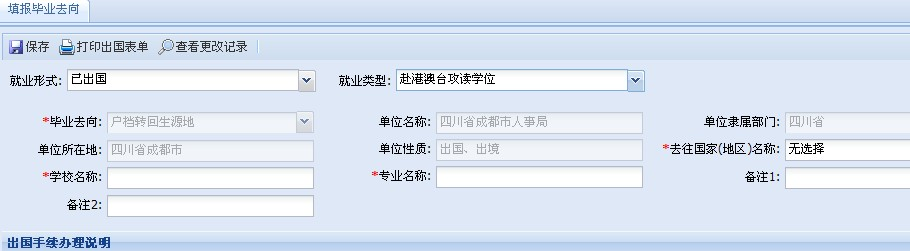 填报毕业去向
保存 打印出国表单 查看更改记录
就业形式: 已出国 就业类型: 赴港澳台攻读学位
*毕业去向: 户档转回生源地 单位名称: 四川省成都市人事局 单位隶属部门: 四川省
单位所在地: 四川省成都市 单位性质: 出国、出境 *去往国家(地区)名称: 无选择
*学校名称: *专业名称: 备注1:
备注2:
出国手续办理说明